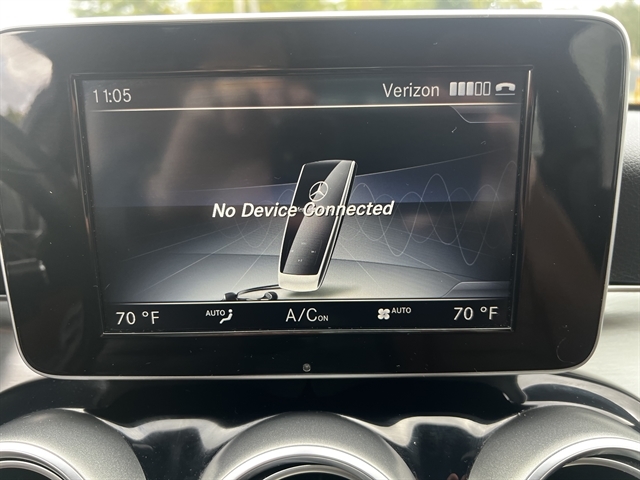 11:05 Verizon
No Device Connected
70 °F AUTO A/C ON AUTO 70 °F